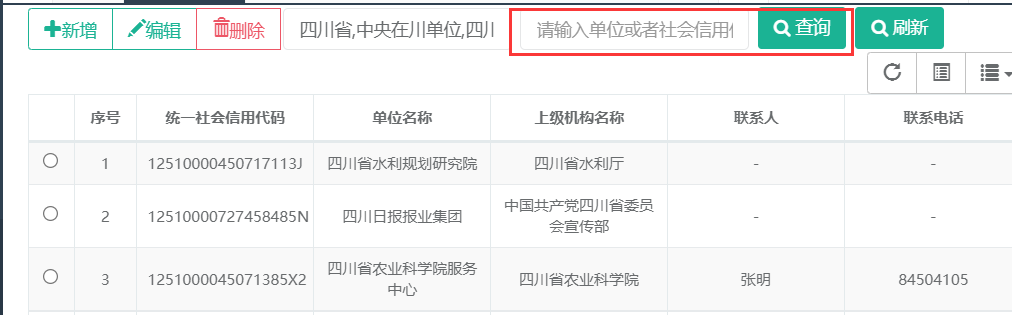 新增 编辑 删除 四川省,中央在川单位,四川 请输入单位或者社会信用代 查询 刷新
序号 统一社会信用代码 单位名称 上级机构名称 联系人 联系电话
1 12510000450717113J 四川省水利规划研究院 四川省水利厅 - -
2 12510000727458485N 四川日报报业集团 中国共产党四川省委员
会宣传部 - -
3 1251000045071385X2 四川省农业科学院服务
中心 四川省农业科学院 张明 84504105